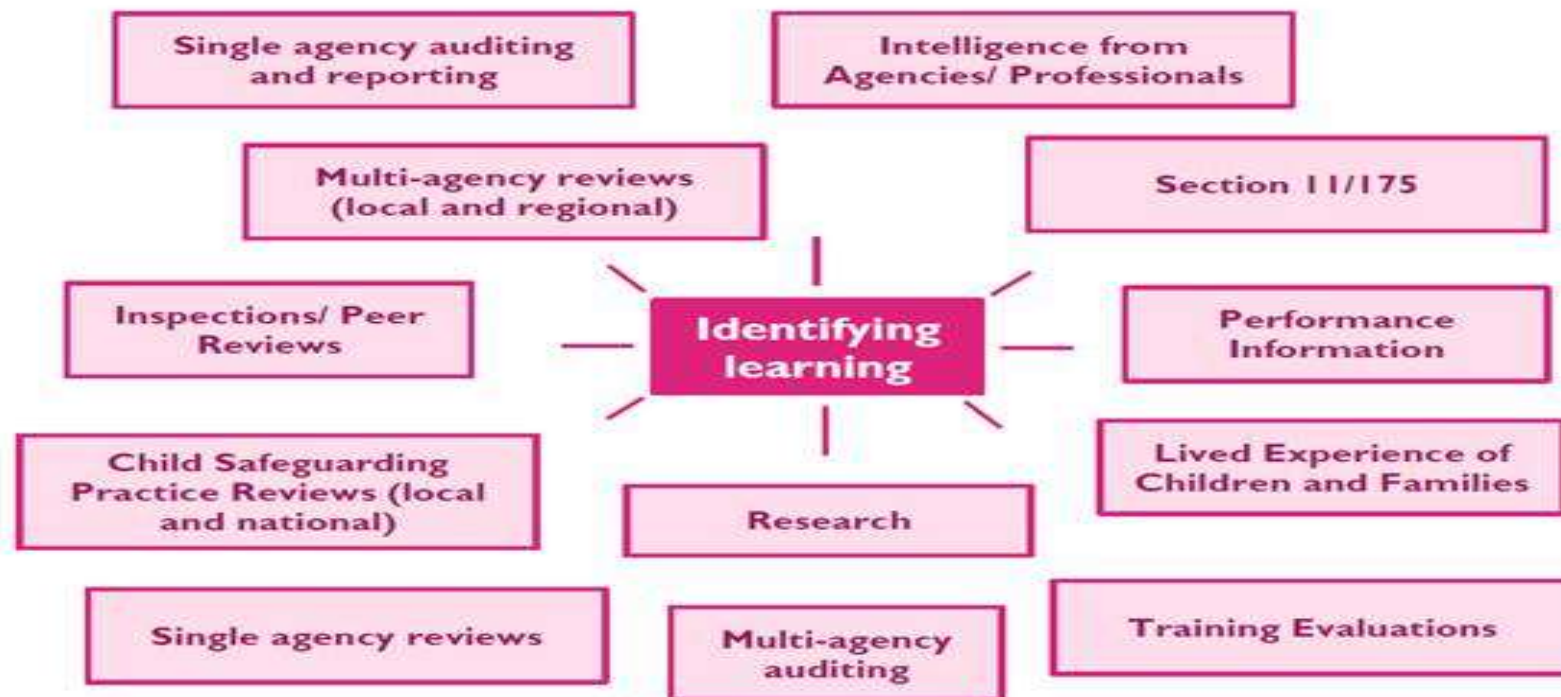 Single agency auditing
and reporting
Intelligence from
Agencies/ Professionals
Multi-agency reviews
(local and regional)
Section 11/175
Inspections/ Peer
Reviews
Identifying
learning
Performance
Information
Child Safeguarding
Practice Reviews (local
and national)
Research
Lived Experience of
Children and Families
Single agency reviews
Multi-agency
auditing
Training Evaluations